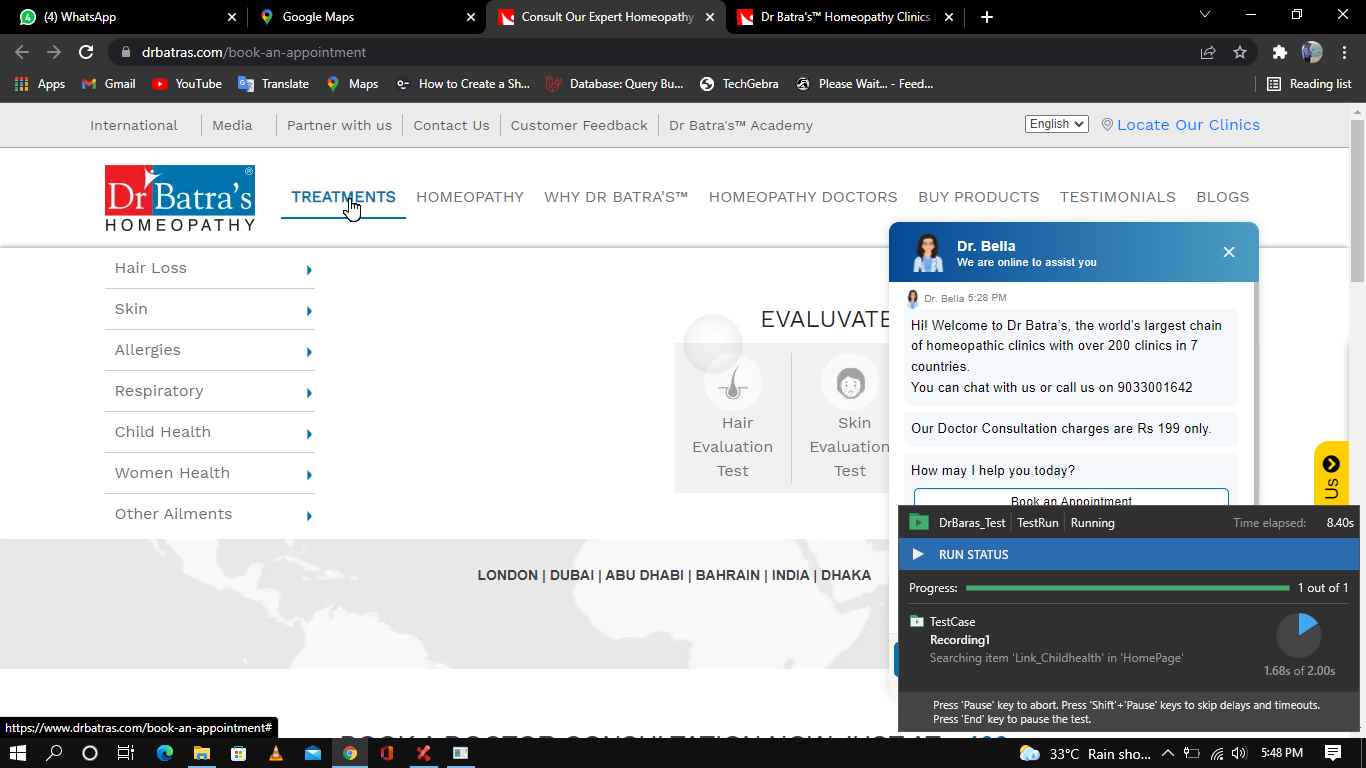 (4) WhatsApp
Google Maps
Consult Our Expert Homeopathy
Dr Batra's™ Homeopathy Clinics
drbatras.com/book-an-appointment
Apps
Gmail
YouTube
Translate
Maps
How to Create a Sh...
Database: Query Bu...
TechGebra
Please Wait... - Feed...
Reading list
International
Media
Partner with us
Contact Us
Customer Feedback
Dr Batra's™ Academy
English
Locate Our Clinics
Dr Batra's®
HOMEOPATHY
TREATMENTS
HOMEOPATHY
WHY DR BATRA'S™
HOMEOPATHY DOCTORS
BUY PRODUCTS
TESTIMONIALS
BLOGS
Hair Loss
Skin
Allergies
Respiratory
Child Health
Women Health
Other Ailments
EVALUVATE
Hair
Evaluation
Test
Skin
Evaluation
Test
LONDON | DUBAI | ABU DHABI | BAHRAIN | INDIA | DHAKA
Dr. Bella
We are online to assist you
Dr. Bella 5:28 PM
Hi! Welcome to Dr Batra's, the world's largest chain
of homeopathic clinics with over 200 clinics in 7
countries.
You can chat with us or call us on 9033001642
Our Doctor Consultation charges are Rs 199 only.
How may I help you today?
Book an Appointment
Us
DrBaras_Test
TestRun
Running
Time elapsed: 8.40s
RUN STATUS
Progress:
1 out of 1
TestCase
Recording1
Searching item 'Link_Childhealth' in 'HomePage'
1.68s of 2.00s
Press 'Pause' key to abort. Press 'Shift'+'Pause' keys to skip delays and timeouts.
Press 'End' key to pause the test.
https://www.drbatras.com/book-an-appointment#
33°C Rain sho...
5:48 PM